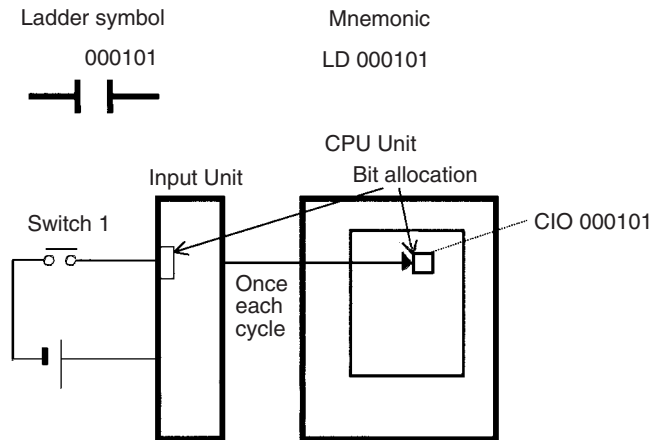 Ladder symbol
Mnemonic
000101
LD 000101
CPU Unit
Input Unit
Bit allocation
Switch 1
CIO 000101
Once
each
cycle